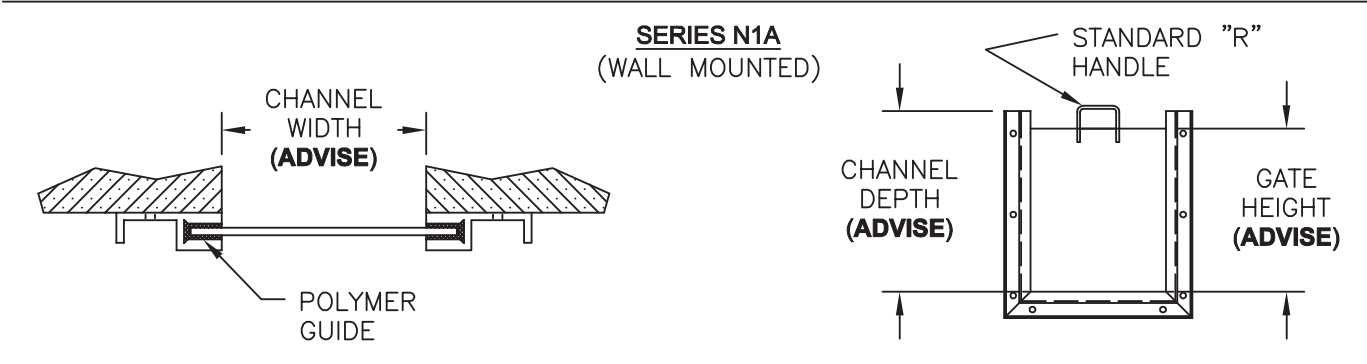 SERIES N1A
(WALL MOUNTED)
CHANNEL
WIDTH
(ADVISE)
POLYMER
GUIDE
STANDARD "R"
HANDLE
CHANNEL
DEPTH
(ADVISE)
GATE
HEIGHT
(ADVISE)